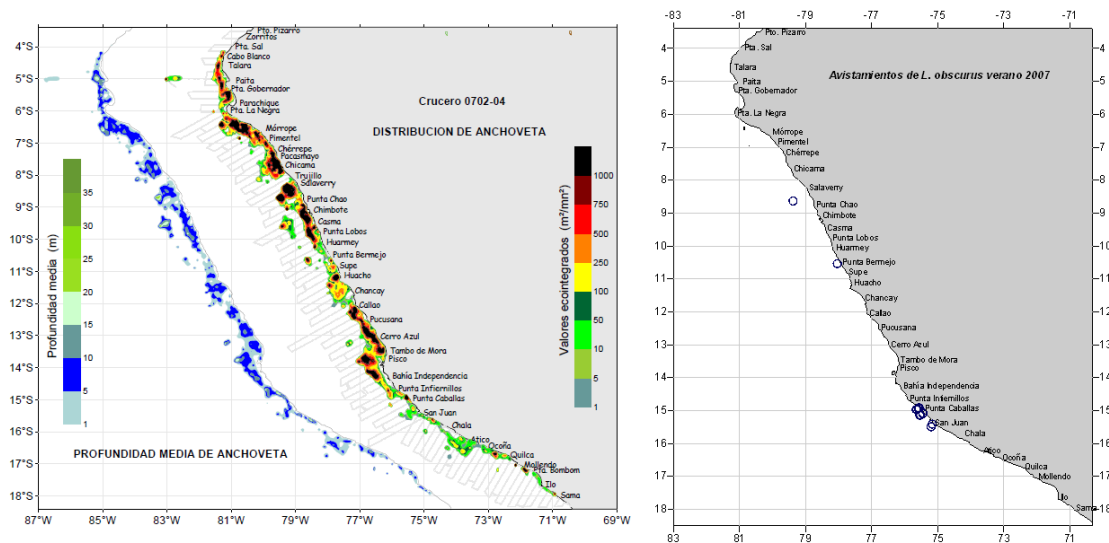 4°S
5°S
6°S
7°S
8°S
9°S
10°S
11°S
12°S
13°S
14°S
15°S
16°S
17°S
18°S
87°W
85°W
83°W
81°W
79°W
77°W
75°W
73°W
71°W
69°W
Pto. Pizarro
Zorritos
Pta. Sal
Cabo Blanco
Talara
Paita
Pta. Gobernador
Parachique
Pta. La Negra
Mórrope
Pimentel
Chérrepe
Pacasmayo
Chicama
Trujillo
Salaverry
Punta Chao
Chimbote
Casma
Punta Lobos
Huarmey
Punta Bermejo
Supe
Huacho
Chancay
Callao
Pucusana
Cerro Azul
Tambo de Mora
Pisco
Bahía Independencia
Punta Infiernillos
Punta Caballas
San Juan
Chala
Atico
Ocoña
Quilca
Mollendo
Pta. Bombom
Ilo
Sama
Crucero 0702-04
DISTRIBUCION DE ANCHOVETA
Profundidad media (m)
35
30
25
20
15
10
5
1
PROFUNDIDAD MEDIA DE ANCHOVETA
Valores ecointegrados (m²/mm²)
1000
750
500
250
100
50
10
5
1
-83
-81
-79
-77
-75
-73
-71
4
5
6
7
8
9
10
11
12
13
14
15
16
17
18
Pto. Pizarro
Pta. Sal
Talara
Paita
Pta. Gobernador
Pta. La Negra
Mórrope
Pimentel
Chérrepe
Chicama
Salaverry
Punta Chao
Chimbote
Casma
Punta Lobos
Huarmey
Punta Bermejo
Supe
Huacho
Chancay
Callao
Pucusana
Cerro Azul
Tambo de Mora
Pisco
Bahía Independencia
Punta Infiernillos
Punta Caballas
San Juan
Chala
Atico
Ocoña
Quilca
Mollendo
Ilo
Sama
Avistamientos de L. obscurus verano 2007
83
81
79
77
75
73
71